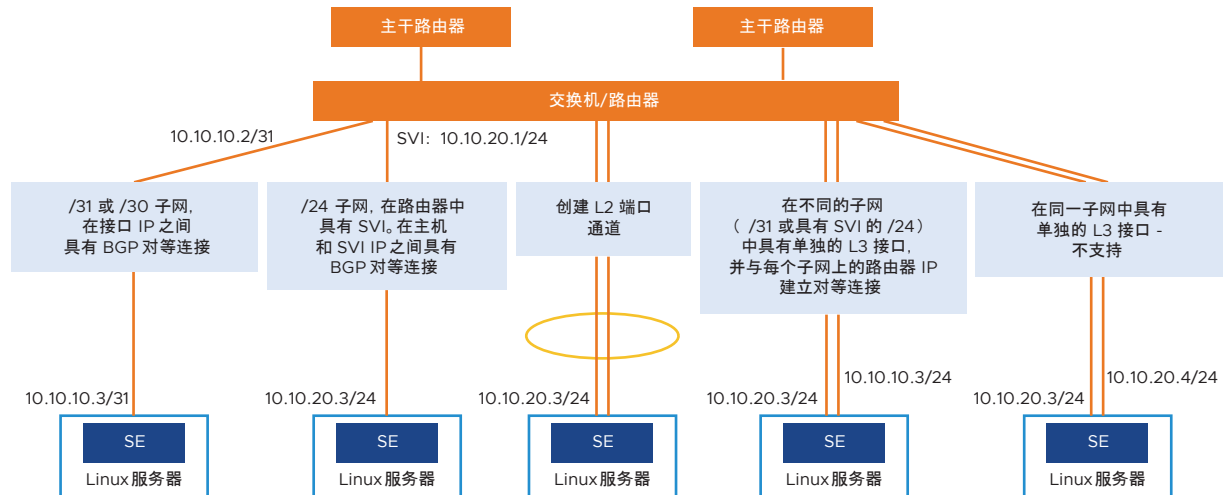 主干路由器
主干路由器
交换机/路由器
10.10.10.2/31
SVI: 10.10.20.1/24
/31 或 /30 子网,
在接口 IP 之间
具有 BGP 对等连接
/24 子网, 在路由器中
具有 SVI。在主机
和 SVI IP 之间具有
BGP 对等连接
创建 L2 端口
通道
在不同的子网
( /31 或具有 SVI 的 /24)
中具有单独的 L3 接口,
并与每个子网上的路由器 IP
建立对等连接
在同一子网中具有
单独的 L3 接口 -
不支持
10.10.10.3/31
10.10.20.3/24
10.10.20.3/24
10.10.20.3/24
10.10.10.3/24
10.10.20.3/24
10.10.20.4/24
SE
Linux 服务器
SE
Linux 服务器
SE
Linux 服务器
SE
Linux 服务器
SE
Linux 服务器